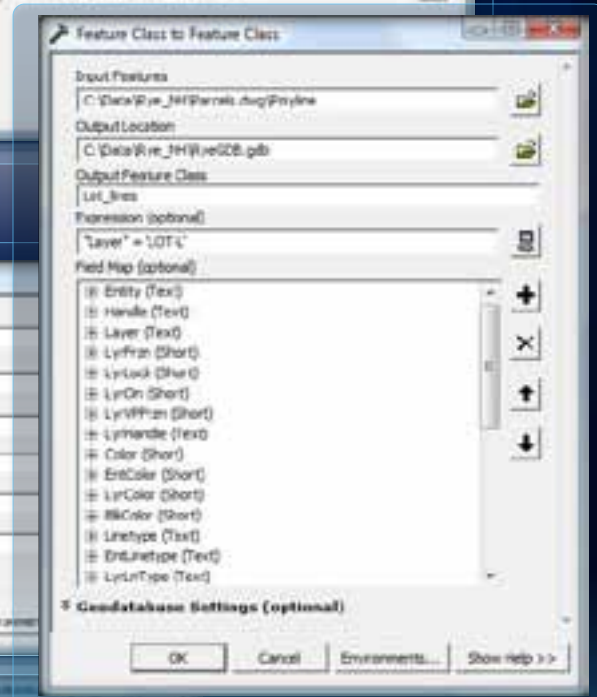 Feature Class to Feature Class
Input Features
C:\Data\Rye_NH\Parcels.dwg\Polyline
Output Location
C:\Data\Rye_NH\RyeGDB.gdb
Output Feature Class
Lot_lines
Expression (optional)
"Layer" = 'LOT-L'
Field Map (optional)
Entity (Text)
Handle (Text)
Layer (Text)
LyrFrzn (Short)
LyrLock (Short)
LyrOn (Short)
LyrVPFrzn (Short)
LyrHandle (Text)
Color (Short)
EntColor (Short)
LyrColor (Short)
BlkColor (Short)
Linetype (Text)
EntLinetype (Text)
LyrLnType (Text)
Geodatabase Settings (optional)
OK
Cancel
Environments...
Show Help >>